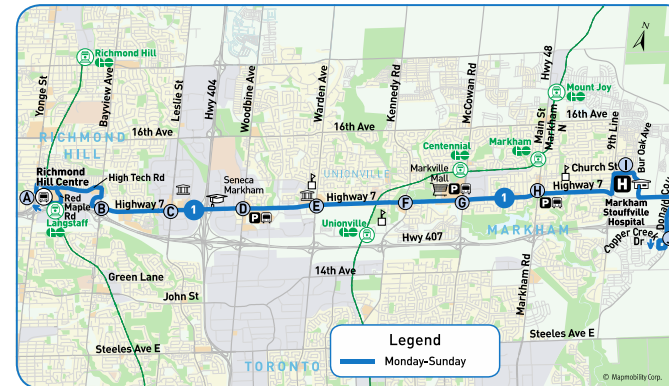 Richmond Hill
Yonge St
Bayview Ave
Leslie St
Hwy 404
Woodbine Ave
Warden Ave
Kennedy Rd
McCowan Rd
Hwy 48
N
Mount Joy
16th Ave
16th Ave
16th Ave
Main St
Markham
N
9th Line
Bur Oak Ave
RICHMOND
HILL
Centennial
Markham
Markville
Mall
Church St
UNIONVILLE
Richmond
Hill Centre
High Tech Rd
Seneca
Markham
Highway 7
Highway 7
Highway 7
A
Red
Maple
Rd
Langstaff
B
C
1
D
P
E
F
P
G
1
H
P
I
H
Markham
Stouffville
Hospital
Unionville
MARKHAM
Hwy 407
Copper Creek
Dr
14th Ave
Green Lane
John St
Markham Rd
Steeles Ave E
Steeles Ave E
TORONTO
Legend
Monday-Sunday
© Mapmobility Corp.